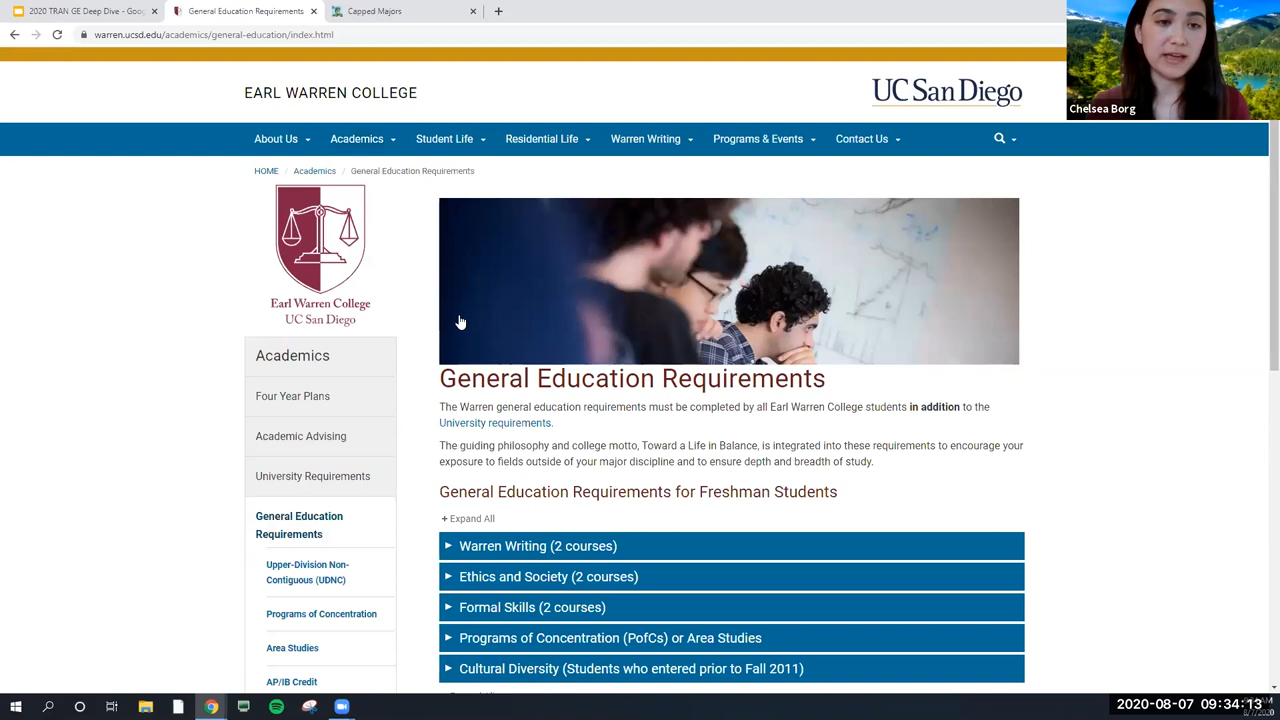 2020 TRAN GE Deep Dive - Goog
General Education Requirements
Capped Majors
warren.ucsd.edu/academics/general-education/index.html
Chelsea Borg
EARL WARREN COLLEGE
UC San Diego
About Us
Academics
Student Life
Residential Life
Warren Writing
Programs & Events
Contact Us
HOME / Academics / General Education Requirements
Earl Warren College
UC San Diego
Academics
Four Year Plans
Academic Advising
University Requirements
General Education
Requirements
Upper-Division Non-
Contiguous (UDNC)
Programs of Concentration
Area Studies
AP/IB Credit
General Education Requirements
The Warren general education requirements must be completed by all Earl Warren College students in addition to the
University requirements.
The guiding philosophy and college motto, Toward a Life in Balance, is integrated into these requirements to encourage your
exposure to fields outside of your major discipline and to ensure depth and breadth of study.
General Education Requirements for Freshman Students
+ Expand All
Warren Writing (2 courses)
Ethics and Society (2 courses)
Formal Skills (2 courses)
Programs of Concentration (PofCs) or Area Studies
Cultural Diversity (Students who entered prior to Fall 2011)
2020-08-07 09:34:13